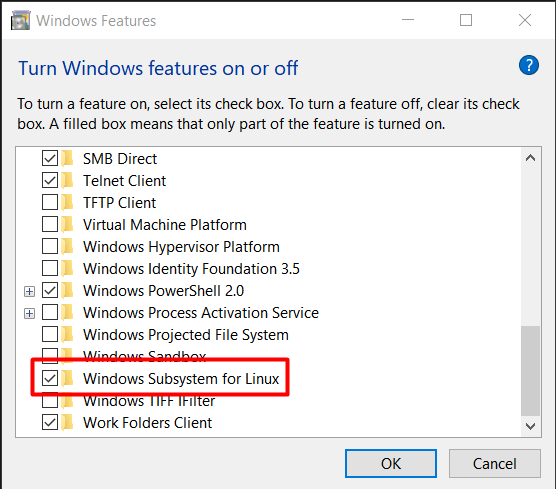 Windows Features
Turn Windows features on or off
?
To turn a feature on, select its check box. To turn a feature off, clear its check
box. A filled box means that only part of the feature is turned on.
SMB Direct
Telnet Client
TFTP Client
Virtual Machine Platform
Windows Hypervisor Platform
Windows Identity Foundation 3.5
Windows PowerShell 2.0
Windows Process Activation Service
Windows Projected File System
Windows Sandbox
Windows Subsystem for Linux
Windows TIFF IFilter
Work Folders Client
OK
Cancel